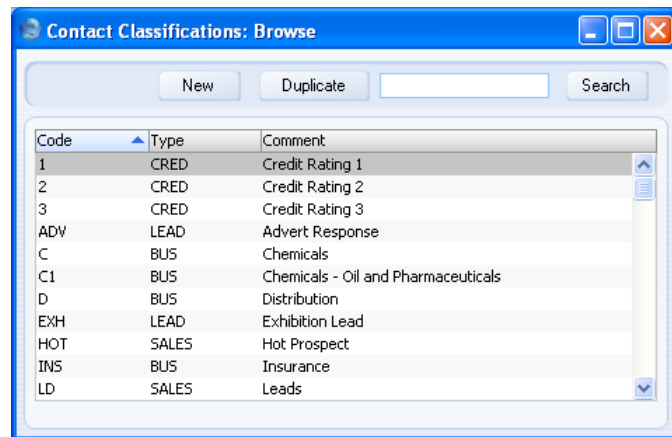 Contact Classifications: Browse
New Duplicate Search
Code Type Comment
1 CRED Credit Rating 1
2 CRED Credit Rating 2
3 CRED Credit Rating 3
ADV LEAD Advert Response
C BUS Chemicals
C1 BUS Chemicals - Oil and Pharmaceuticals
D BUS Distribution
EXH LEAD Exhibition Lead
HOT SALES Hot Prospect
INS BUS Insurance
LD SALES Leads